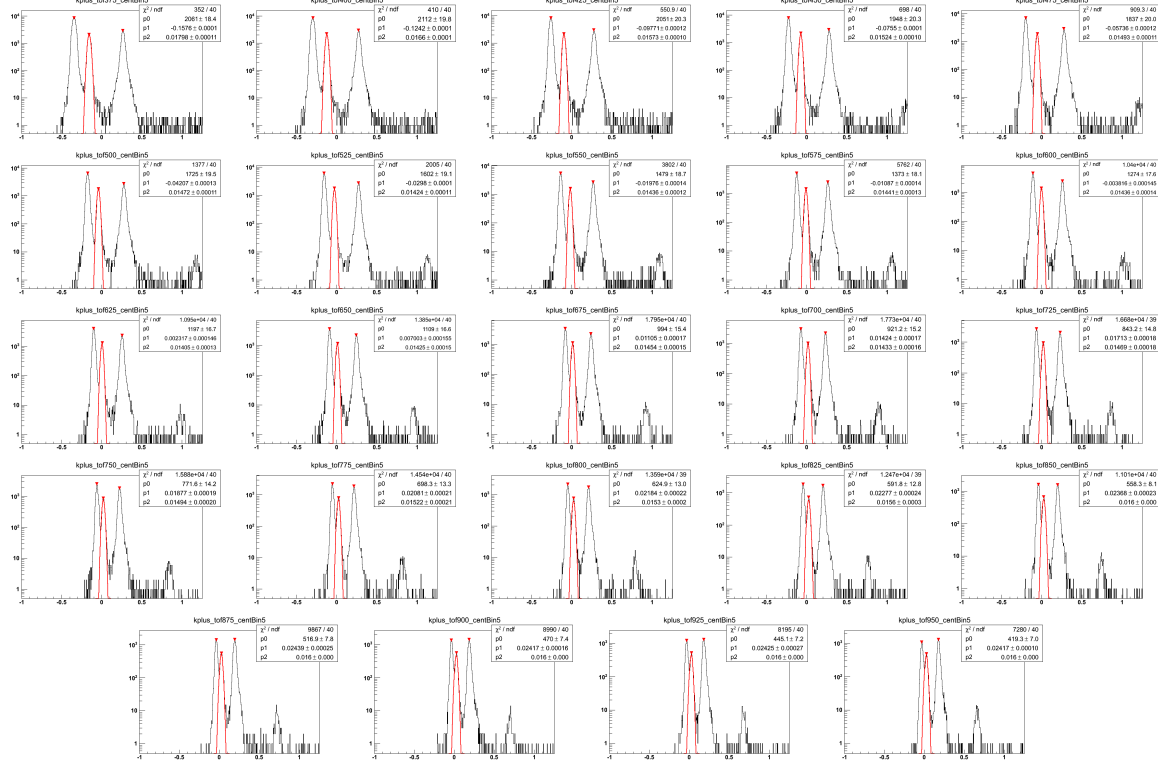 kplus_tof375_centBin5
χ² / ndf 352 / 40
p0 2061 ± 18.4
p1 -0.1576 ± 0.0001
p2 0.01798 ± 0.00011
kplus_tof400_centBin5
χ² / ndf 410 / 40
p0 2112 ± 19.8
p1 -0.1242 ± 0.0001
p2 0.0166 ± 0.0001
kplus_tof425_centBin5
χ² / ndf 550.9 / 40
p0 2051 ± 20.3
p1 -0.09771 ± 0.00012
p2 0.01573 ± 0.00010
kplus_tof450_centBin5
χ² / ndf 698 / 40
p0 1948 ± 20.3
p1 -0.0755 ± 0.0001
p2 0.01524 ± 0.00010
kplus_tof475_centBin5
χ² / ndf 909.3 / 40
p0 1837 ± 20.0
p1 -0.05736 ± 0.00012
p2 0.01493 ± 0.00011
kplus_tof500_centBin5
χ² / ndf 1377 / 40
p0 1725 ± 19.5
p1 -0.04207 ± 0.00013
p2 0.01472 ± 0.00011
kplus_tof525_centBin5
χ² / ndf 2005 / 40
p0 1602 ± 19.1
p1 -0.0298 ± 0.0001
p2 0.01424 ± 0.00011
kplus_tof550_centBin5
χ² / ndf 3802 / 40
p0 1479 ± 18.7
p1 -0.01976 ± 0.00014
p2 0.01436 ± 0.00012
kplus_tof575_centBin5
χ² / ndf 5762 / 40
p0 1373 ± 18.1
p1 -0.01087 ± 0.00014
p2 0.01441 ± 0.00013
kplus_tof600_centBin5
χ² / ndf 1.04e+04 / 40
p0 1274 ± 17.6
p1 -0.003816 ± 0.000145
p2 0.01436 ± 0.00014
kplus_tof625_centBin5
χ² / ndf 1.095e+04 / 40
p0 1197 ± 16.7
p1 0.002317 ± 0.000146
p2 0.01405 ± 0.00013
kplus_tof650_centBin5
χ² / ndf 1.385e+04 / 40
p0 1109 ± 16.6
p1 0.007003 ± 0.000155
p2 0.01425 ± 0.00015
kplus_tof675_centBin5
χ² / ndf 1.795e+04 / 40
p0 994 ± 15.4
p1 0.01105 ± 0.00017
p2 0.01454 ± 0.00015
kplus_tof700_centBin5
χ² / ndf 1.773e+04 / 40
p0 921.2 ± 15.2
p1 0.01424 ± 0.00017
p2 0.01433 ± 0.00016
kplus_tof725_centBin5
χ² / ndf 1.668e+04 / 39
p0 843.2 ± 14.8
p1 0.01713 ± 0.00018
p2 0.01469 ± 0.00018
kplus_tof750_centBin5
χ² / ndf 1.588e+04 / 40
p0 771.6 ± 14.2
p1 0.01877 ± 0.00019
p2 0.01494 ± 0.00020
kplus_tof775_centBin5
χ² / ndf 1.454e+04 / 40
p0 698.3 ± 13.3
p1 0.02081 ± 0.00021
p2 0.01522 ± 0.00021
kplus_tof800_centBin5
χ² / ndf 1.359e+04 / 39
p0 624.9 ± 13.0
p1 0.02184 ± 0.00022
p2 0.0153 ± 0.0002
kplus_tof825_centBin5
χ² / ndf 1.247e+04 / 39
p0 591.8 ± 12.8
p1 0.02277 ± 0.00024
p2 0.0156 ± 0.0003
kplus_tof850_centBin5
χ² / ndf 1.101e+04 / 40
p0 558.3 ± 8.1
p1 0.02368 ± 0.00023
p2 0.016 ± 0.000
kplus_tof875_centBin5
χ² / ndf 9867 / 40
p0 516.9 ± 7.8
p1 0.02439 ± 0.00025
p2 0.016 ± 0.000
kplus_tof900_centBin5
χ² / ndf 8990 / 40
p0 470 ± 7.4
p1 0.02417 ± 0.00016
p2 0.016 ± 0.000
kplus_tof925_centBin5
χ² / ndf 8195 / 40
p0 445.1 ± 7.2
p1 0.02425 ± 0.00027
p2 0.016 ± 0.000
kplus_tof950_centBin5
χ² / ndf 7280 / 40
p0 419.3 ± 7.0
p1 0.02417 ± 0.00010
p2 0.016 ± 0.000